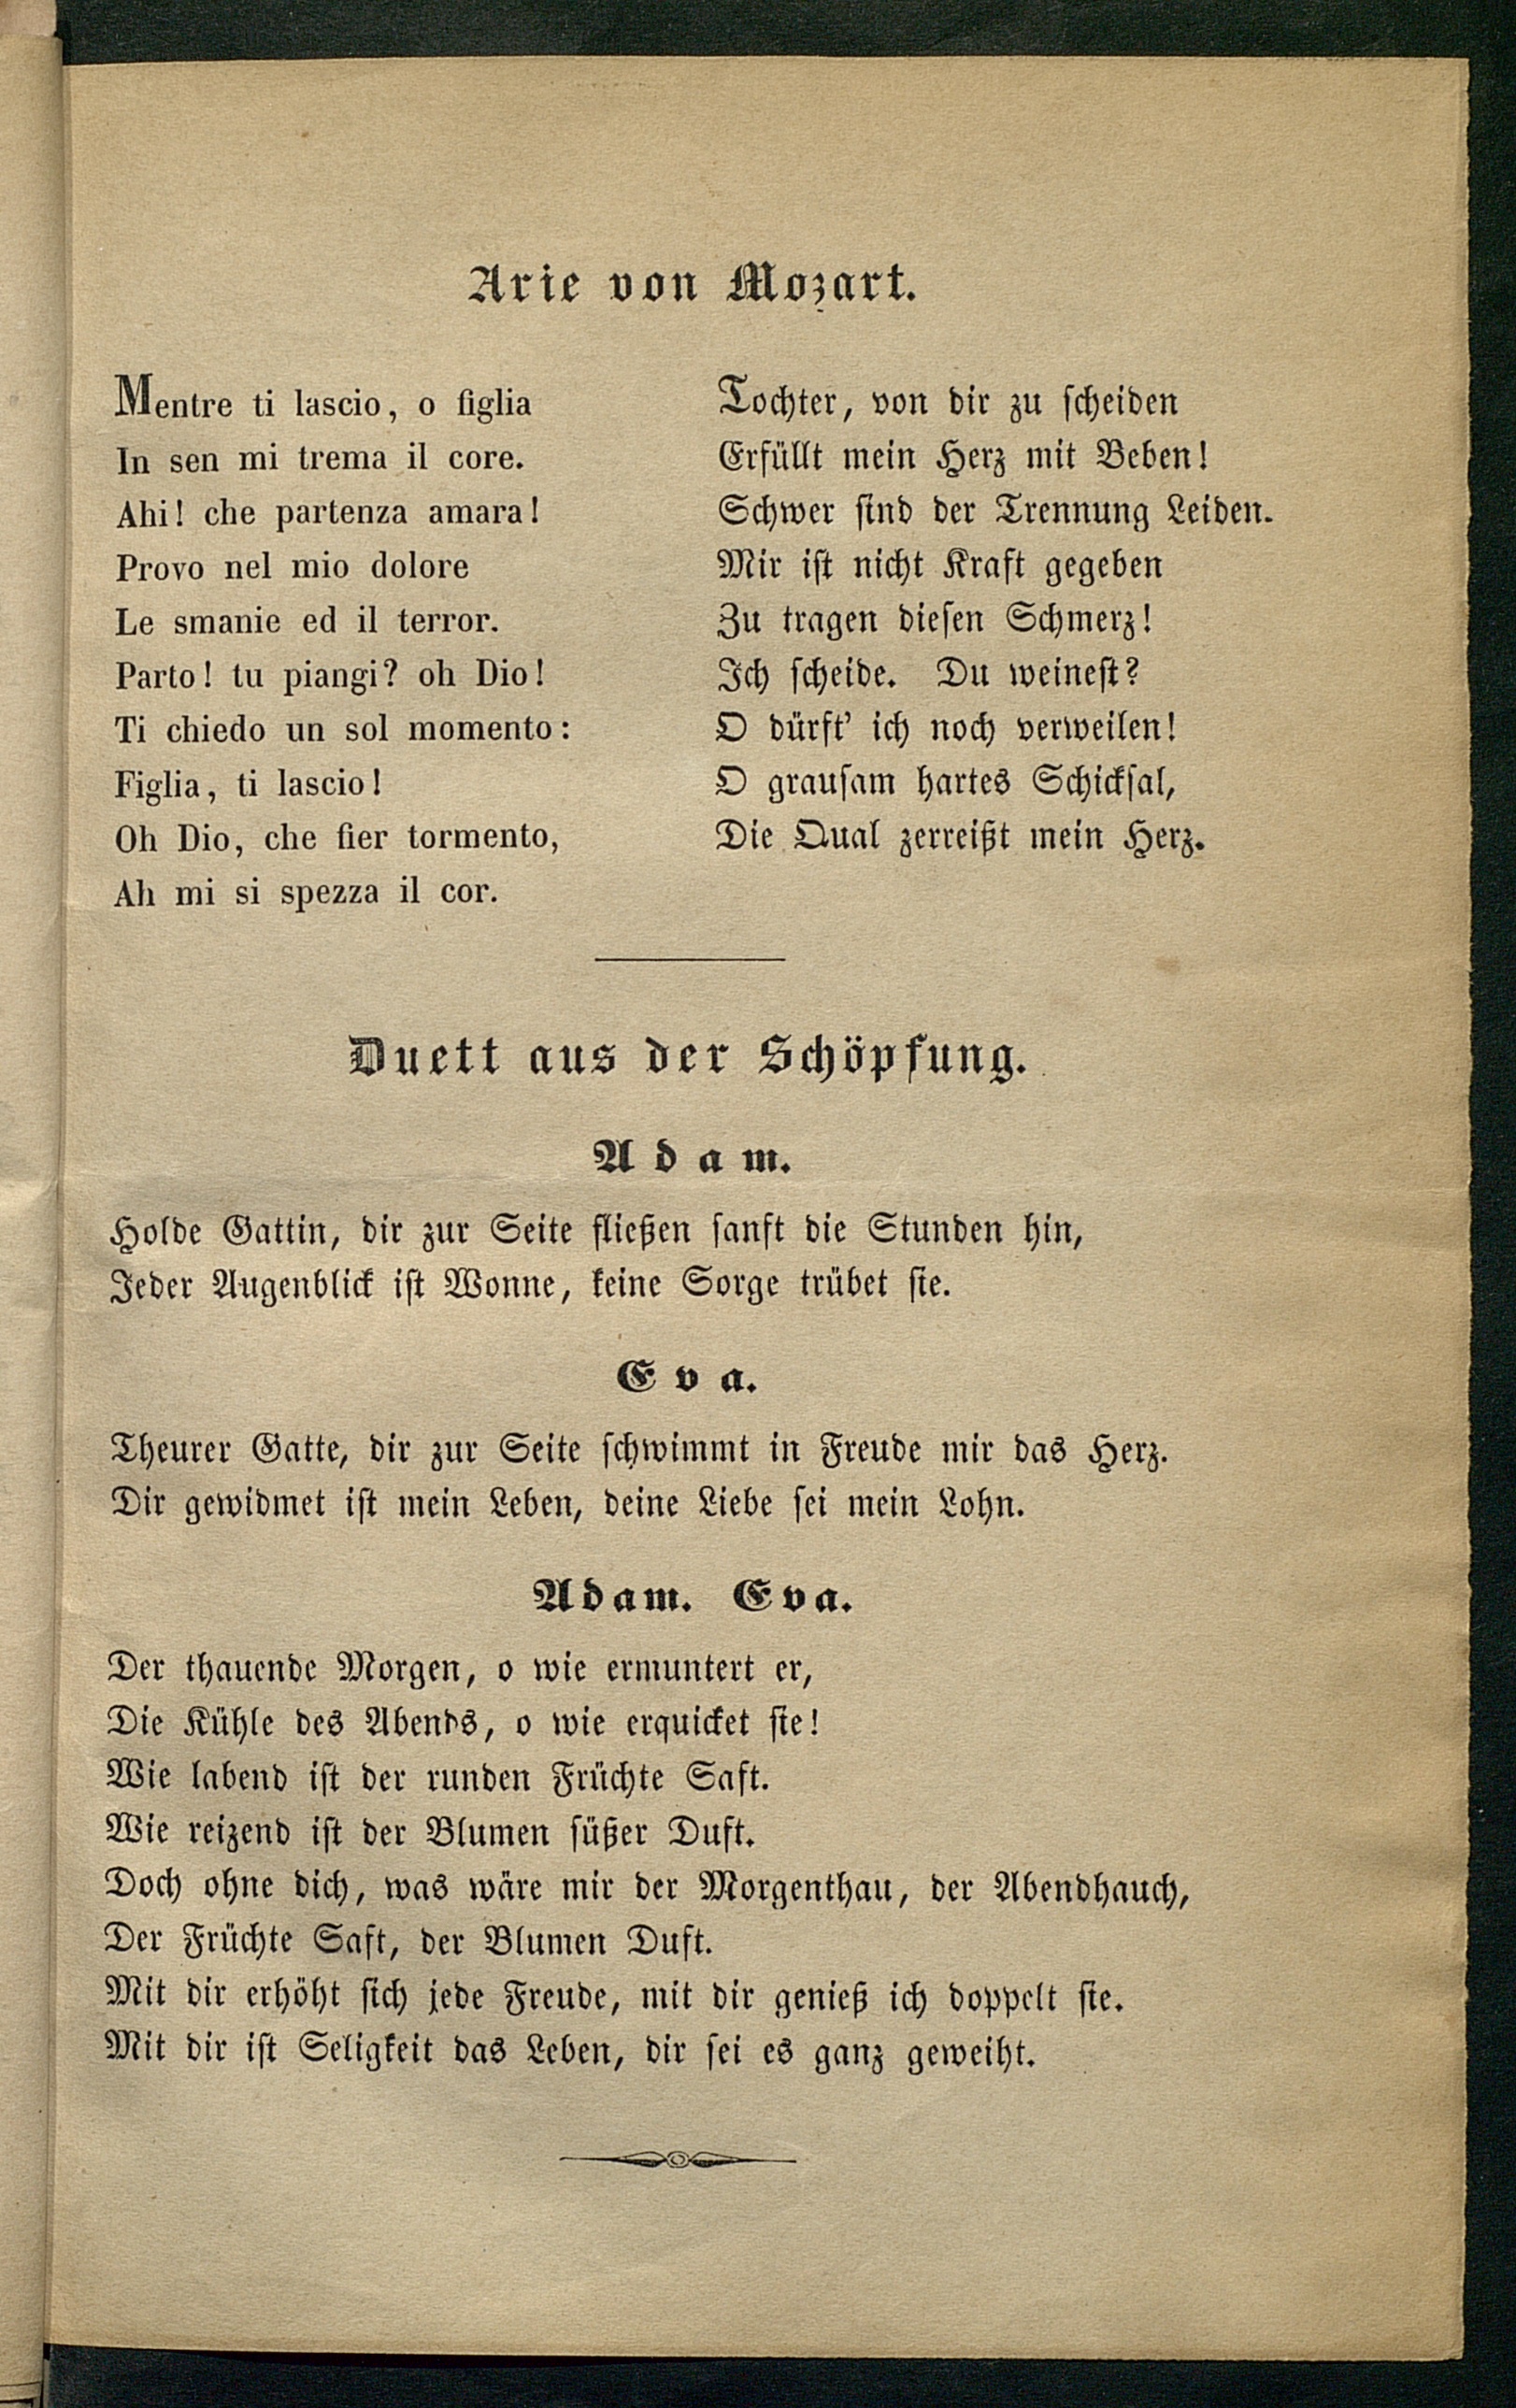 Arie von Mozart.
Mentre ti lascio, o figlia
In sen mi trema il core.
Ahi! che partenza amara!
Provo nel mio dolore
Le smanie ed il terror.
Parto! tu piangi? oh Dio!
Ti chiedo un sol momento:
Figlia, ti lascio!
Oh Dio, che fier tormento,
Ah mi si spezza il cor.
Tochter, von dir zu scheiden
Erfüllt mein Herz mit Beben!
Schwer sind der Trennung Leiden.
Mir ist nicht Kraft gegeben
Zu tragen diesen Schmerz!
Ich scheide. Du weinest?
O dürft' ich noch verweilen!
O grausam hartes Schicksal,
Die Qual zerreißt mein Herz.
Duett aus der Schöpfung.
Adam.
Holde Gattin, dir zur Seite fließen sanft die Stunden hin,
Jeder Augenblick ist Wonne, keine Sorge trübet sie.
Eva.
Theurer Gatte, dir zur Seite schwimmt in Freude mir das Herz.
Dir gewidmet ist mein Leben, deine Liebe sei mein Lohn.
Adam. Eva.
Der thauende Morgen, o wie ermuntert er,
Die Kühle des Abends, o wie erquicket sie!
Wie labend ist der runden Früchte Saft.
Wie reizend ist der Blumen süßer Duft.
Doch ohne dich, was wäre mir der Morgenthau, der Abendhauch,
Der Früchte Saft, der Blumen Duft.
Mit dir erhöht sich jede Freude, mit dir genieß ich doppelt sie.
Mit dir ist Seligkeit das Leben, dir sei es ganz geweiht.